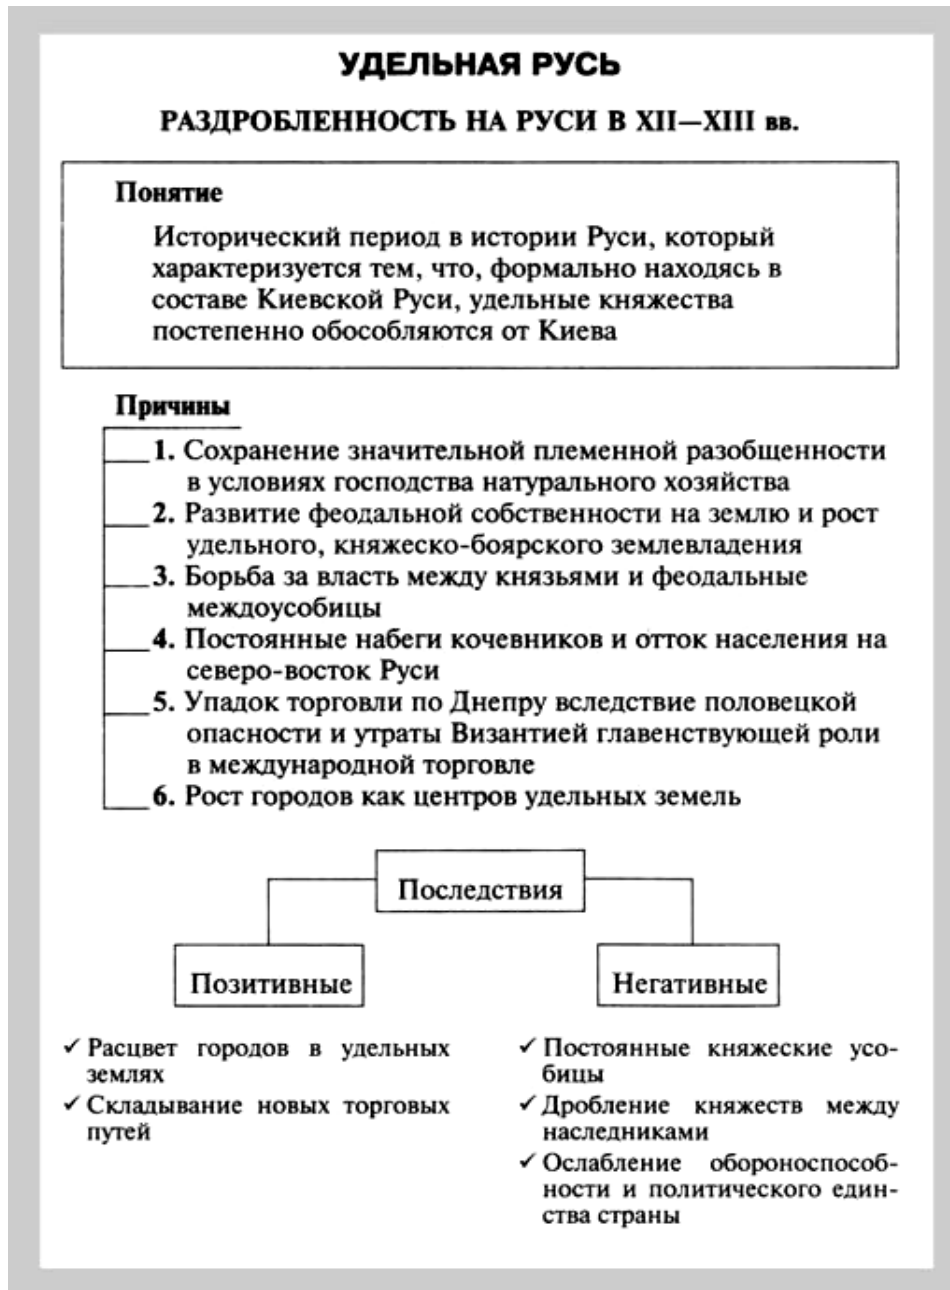 УДЕЛЬНАЯ РУСЬ
РАЗДРОБЛЕННОСТЬ НА РУСИ В XII—XIII вв.
Понятие
Исторический период в истории Руси, который
характеризуется тем, что, формально находясь в
составе Киевской Руси, удельные княжества
постепенно обособляются от Киева
Причины
1. Сохранение значительной племенной разобщенности
в условиях господства натурального хозяйства
2. Развитие феодальной собственности на землю и рост
удельного, княжеско-боярского землевладения
3. Борьба за власть между князьями и феодальные
междоусобицы
4. Постоянные набеги кочевников и отток населения на
северо-восток Руси
5. Упадок торговли по Днепру вследствие половецкой
опасности и утраты Византией главенствующей роли
в международной торговле
6. Рост городов как центров удельных земель
Последствия
Позитивные
✓ Расцвет городов в удельных
землях
✓ Складывание новых торговых
путей
Негативные
✓ Постоянные княжеские усо-
бицы
✓ Дробление княжеств между
наследниками
✓ Ослабление обороноспособ-
ности и политического един-
ства страны